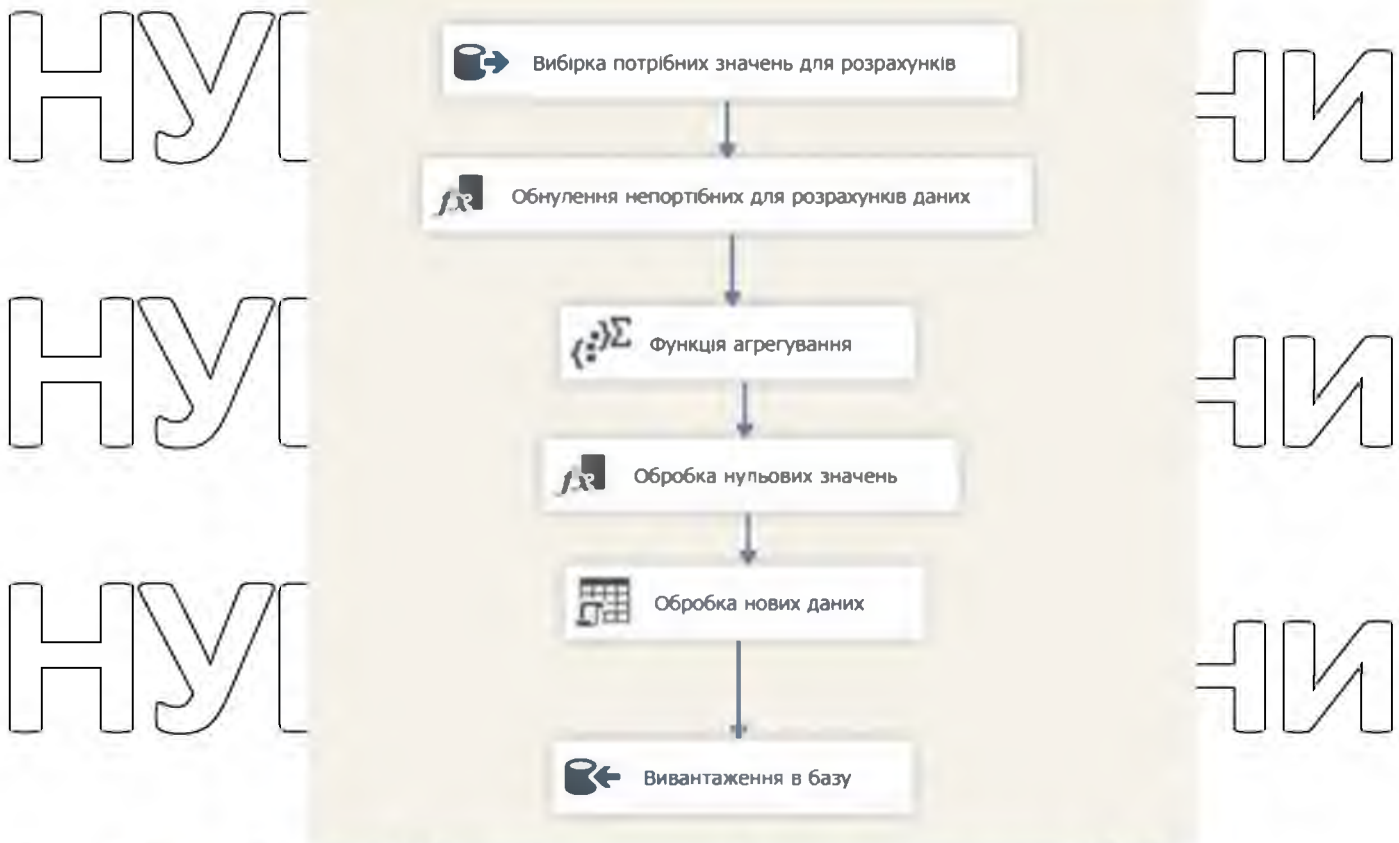 Вибірка потрібних значень для розрахунків
Обнулення непортібних для розрахунків даних
Функція агрегування
Обробка нульових значень
Обробка нових даних
Вивантаження в базу